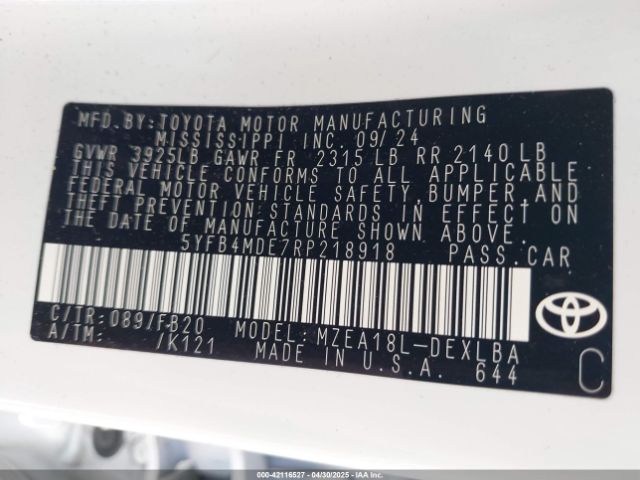 MFD. BY: TOYOTA MOTOR MANUFACTURING
MISSISSIPPI INC. 09/24
GVWR 3925LB GAWR FR 2315 LB RR 2140 LB
THIS VEHICLE CONFORMS TO ALL APPLICABLE
FEDERAL MOTOR VEHICLE SAFETY, BUMPER, AND
THEFT PREVENTION STANDARDS IN EFFECT ON
THE DATE OF MANUFACTURE SHOWN ABOVE.
5YFB4MDE7RP218918 PASS. CAR
C/TR: 089/FB20 MODEL: MZEA18L-DEXLBA
A/TM: /K121 MADE IN U.S.A. 644
C
000-42116527 - 04/30/2025 - IAAI.COM